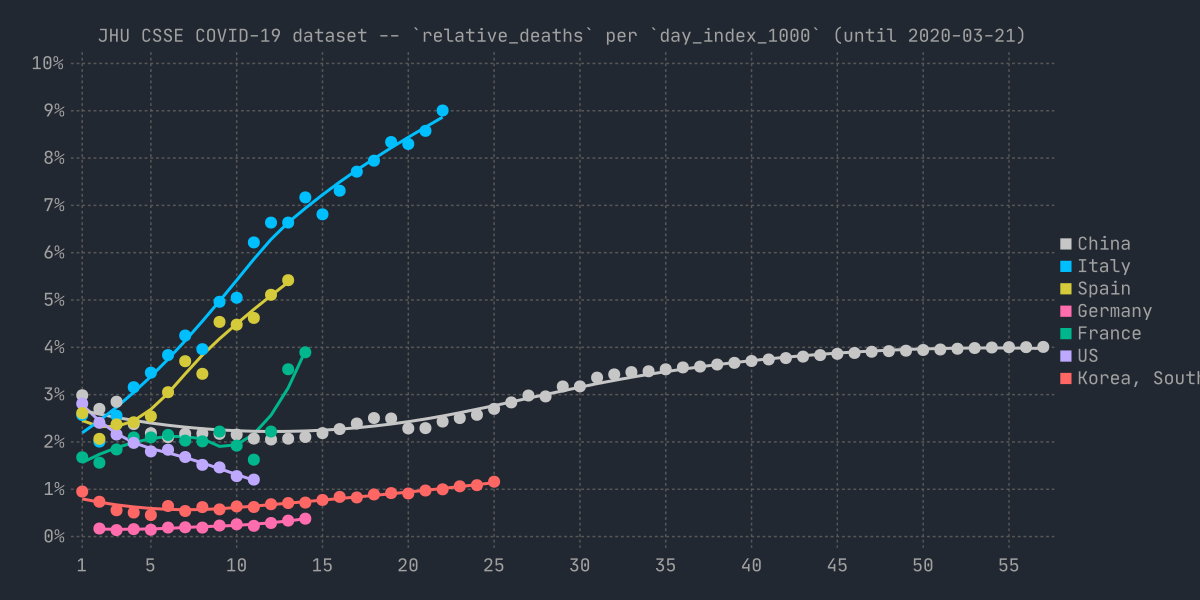 JHU CSSE COVID-19 dataset -- `relative_deaths` per `day_index_1000` (until 2020-03-21)
10%
9%
8%
7%
6%
5%
4%
3%
2%
1%
0%
1 5 10 15 20 25 30 35 40 45 50 55
China
Italy
Spain
Germany
France
US
Korea, South